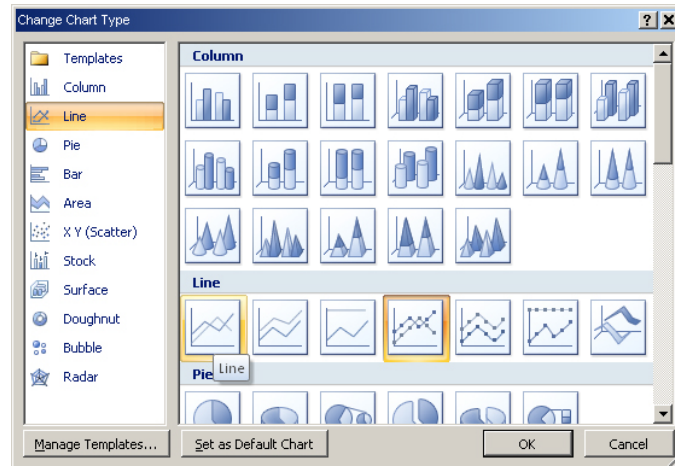 Change Chart Type
Templates
Column
Line
Pie
Bar
Area
X Y (Scatter)
Stock
Surface
Doughnut
Bubble
Radar
Column
Line
Line
Pie
Manage Templates...
Set as Default Chart
OK
Cancel